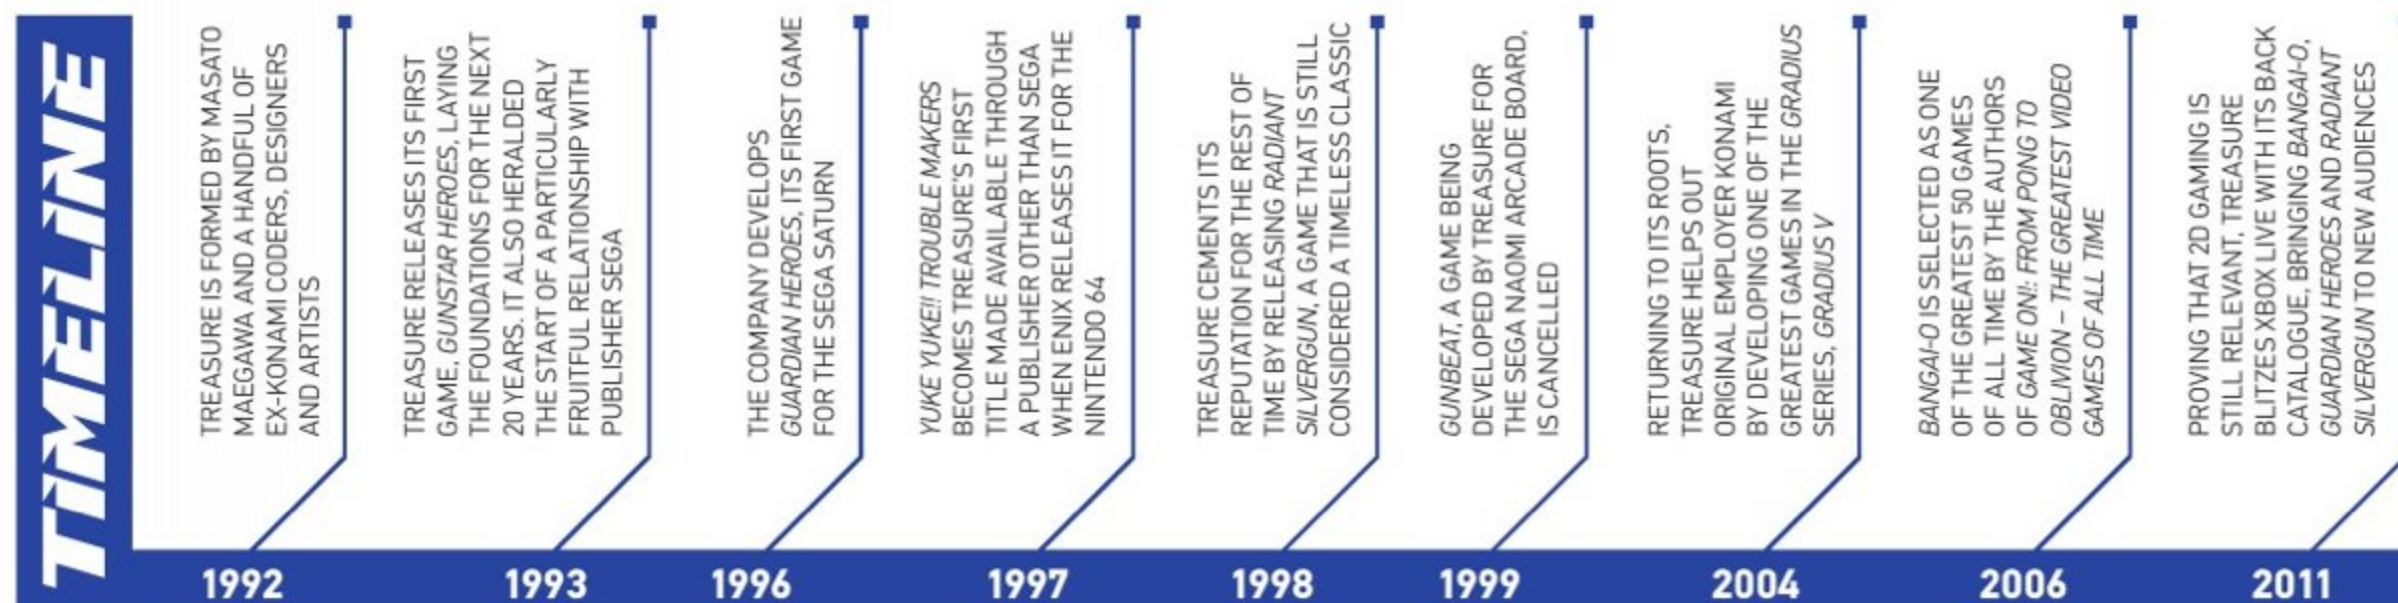 TiMELiNE
TREASURE IS FORMED BY MASATO
MAEGAWA AND A HANDFUL OF
EX-KONAMI CODERS, DESIGNERS
AND ARTISTS
1992
TREASURE RELEASES ITS FIRST
GAME, GUNSTAR HEROES, LAYING
THE FOUNDATIONS FOR THE NEXT
20 YEARS. IT ALSO HERALDED
THE START OF A PARTICULARLY
FRUITFUL RELATIONSHIP WITH
PUBLISHER SEGA
1993
THE COMPANY DEVELOPS
GUARDIAN HEROES, ITS FIRST GAME
FOR THE SEGA SATURN
1996
YUKE YUKE!! TROUBLE MAKERS
BECOMES TREASURE'S FIRST
TITLE MADE AVAILABLE THROUGH
A PUBLISHER OTHER THAN SEGA
WHEN ENIX RELEASES IT FOR THE
NINTENDO 64
1997
TREASURE CEMENTS ITS
REPUTATION FOR THE REST OF
TIME BY RELEASING RADIANT
SILVERGUN, A GAME THAT IS STILL
CONSIDERED A TIMELESS CLASSIC
1998
GUNBEAT, A GAME BEING
DEVELOPED BY TREASURE FOR
THE SEGA NAOMI ARCADE BOARD,
IS CANCELLED
1999
RETURNING TO ITS ROOTS,
TREASURE HELPS OUT
ORIGINAL EMPLOYER KONAMI
BY DEVELOPING ONE OF THE
GREATEST GAMES IN THE GRADIUS
SERIES, GRADIUS V
2004
BANGAI-O IS SELECTED AS ONE
OF THE GREATEST 50 GAMES
OF ALL TIME BY THE AUTHORS
OF GAME ON!: FROM PONG TO
OBLIVION – THE GREATEST VIDEO
GAMES OF ALL TIME
2006
PROVING THAT 2D GAMING IS
STILL RELEVANT, TREASURE
BLITZES XBOX LIVE WITH ITS BACK
CATALOGUE, BRINGING BANGAI-O,
GUARDIAN HEROES AND RADIANT
SILVERGUN TO NEW AUDIENCES
2011